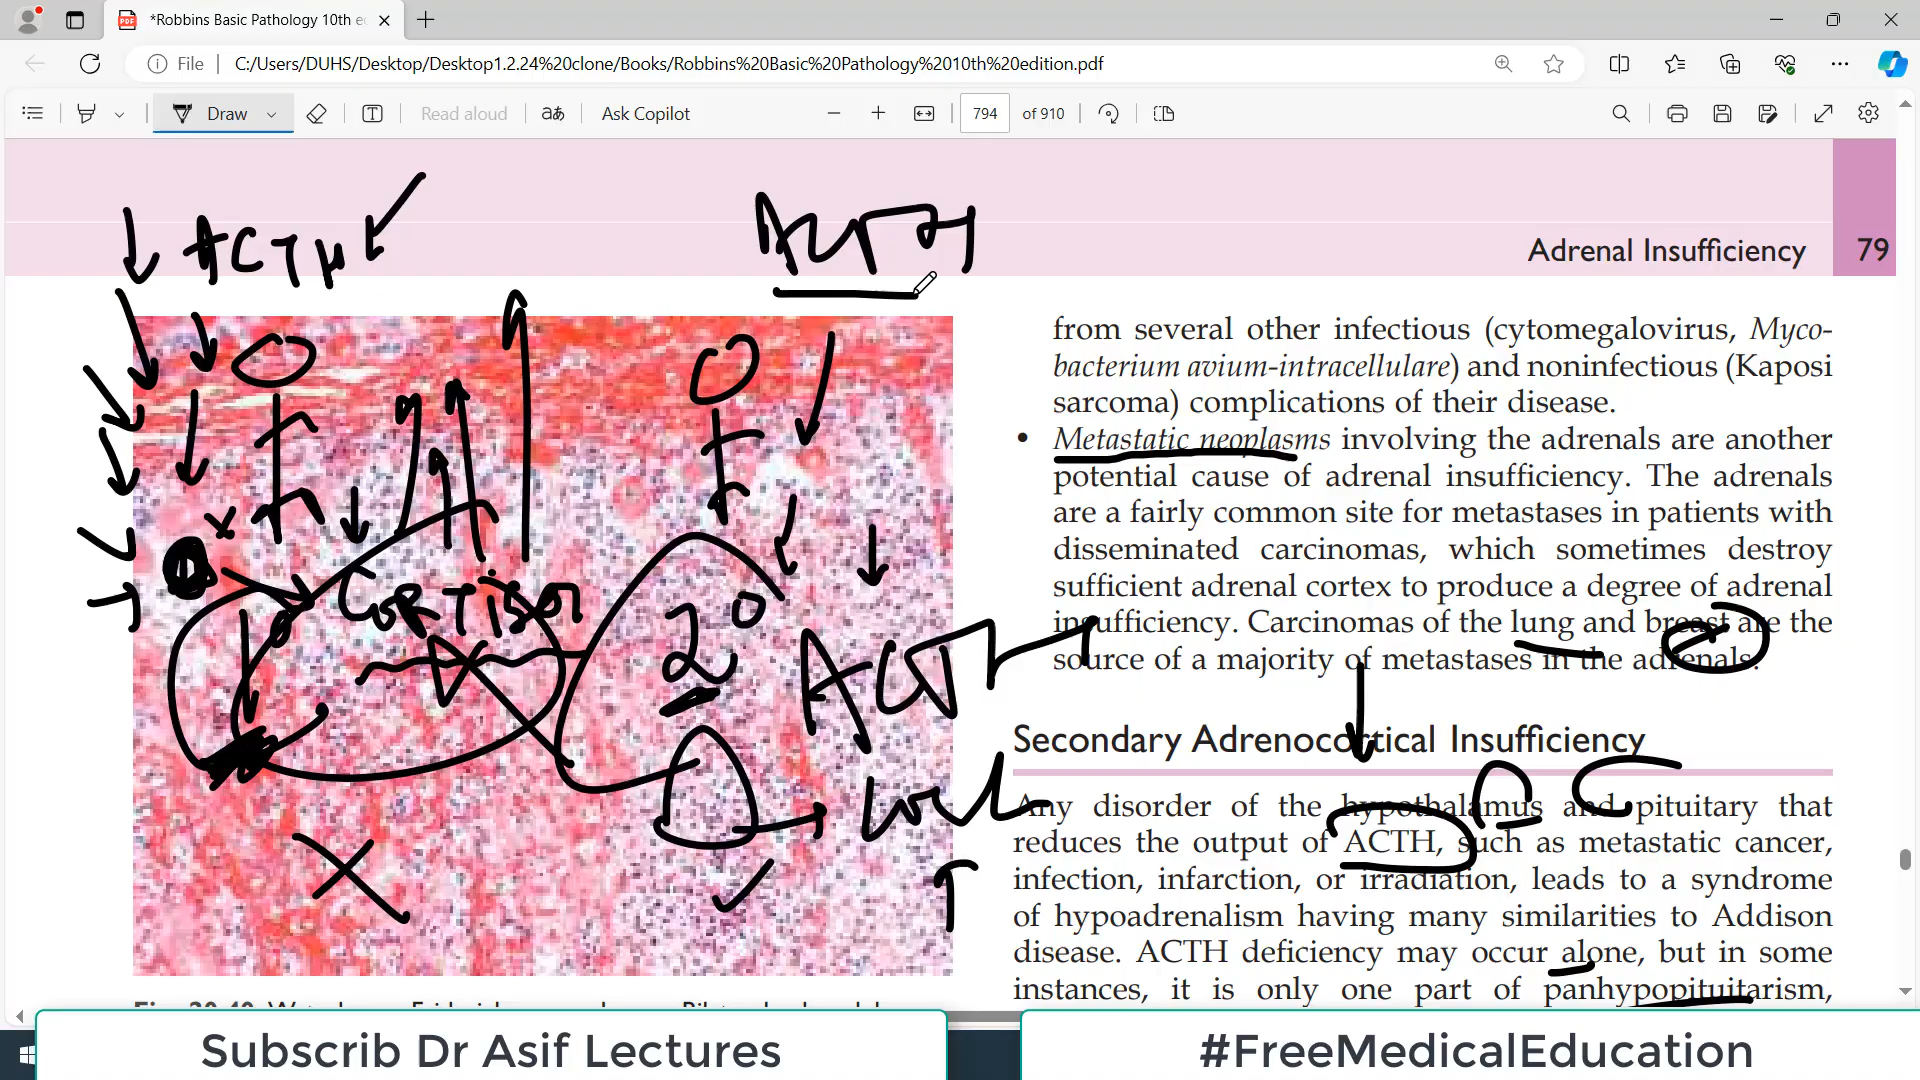 *Robbins Basic Pathology 10th e
File
C:/Users/DUHS/Desktop/Desktop1.2.24%20clone/Books/Robbins%20Basic%20Pathology%2010th%20edition.pdf
Draw
Read aloud
aあ
Ask Copilot
794 of 910
ACTH
Adrenal Insufficiency 79
from several other infectious (cytomegalovirus, Myco-
bacterium avium-intracellulare) and noninfectious (Kaposi
sarcoma) complications of their disease.
• Metastatic neoplasms involving the adrenals are another
potential cause of adrenal insufficiency. The adrenals
are a fairly common site for metastases in patients with
disseminated carcinomas, which sometimes destroy
sufficient adrenal cortex to produce a degree of adrenal
insufficiency. Carcinomas of the lung and breast are the
source of a majority of metastases in the adrenals.
2°
ACTH
Secondary Adrenocortical Insufficiency
Any disorder of the hypothalamus and pituitary that
reduces the output of ACTH, such as metastatic cancer,
infection, infarction, or irradiation, leads to a syndrome
of hypoadrenalism having many similarities to Addison
disease. ACTH deficiency may occur alone, but in some
instances, it is only one part of panhypopituitarism,
Subscrib Dr Asif Lectures
#FreeMedicalEducation